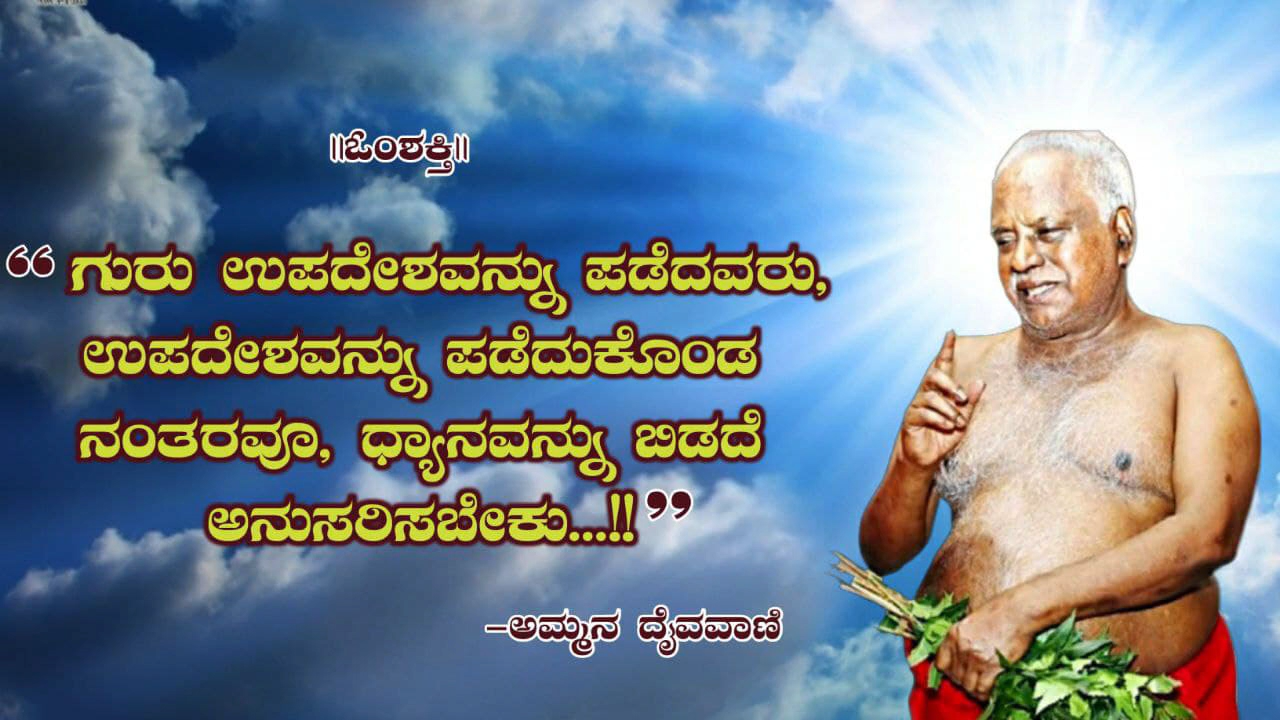 ॥ಓಂಶಕ್ತಿ॥
“ ಗುರು ಉಪದೇಶವನ್ನು ಪಡೆದವರು,
ಉಪದೇಶವನ್ನು ಪಡೆದುಕೊಂಡ
ನಂತರವೂ, ಧ್ಯಾನವನ್ನು ಬಿಡದೆ
ಅನುಸರಿಸಬೇಕು...!! ”
-ಅಮ್ಮನ ದೈವವಾಣಿ